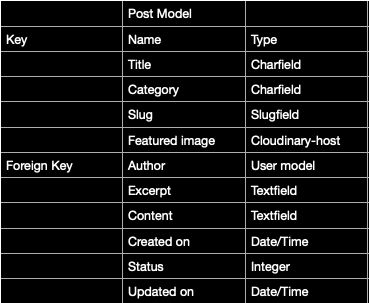 Post Model
Key Name Type
Title Charfield
Category Charfield
Slug Slugfield
Featured image Cloudinary-host
Foreign Key Author User model
Excerpt Textfield
Content Textfield
Created on Date/Time
Status Integer
Updated on Date/Time